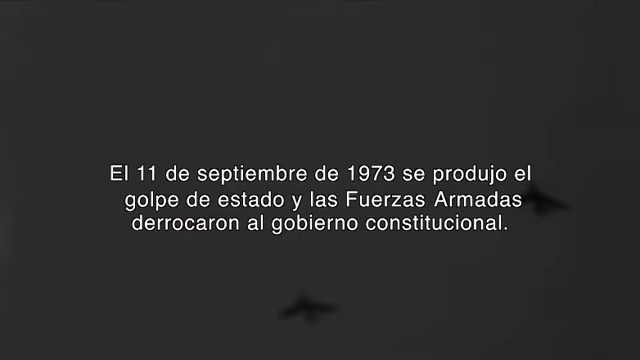 El 11 de septiembre de 1973 se produjo el
golpe de estado y las Fuerzas Armadas
derrocaron al gobierno constitucional.